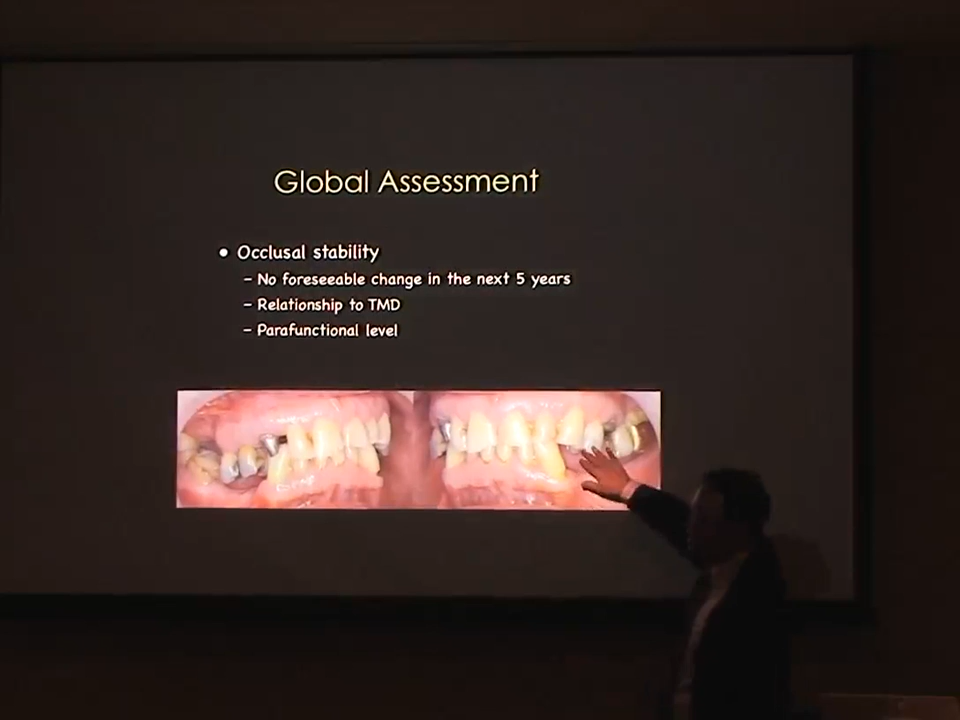 Global Assessment
• Occlusal stability
– No foreseeable change in the next 5 years
– Relationship to TMD
– Parafunctional level